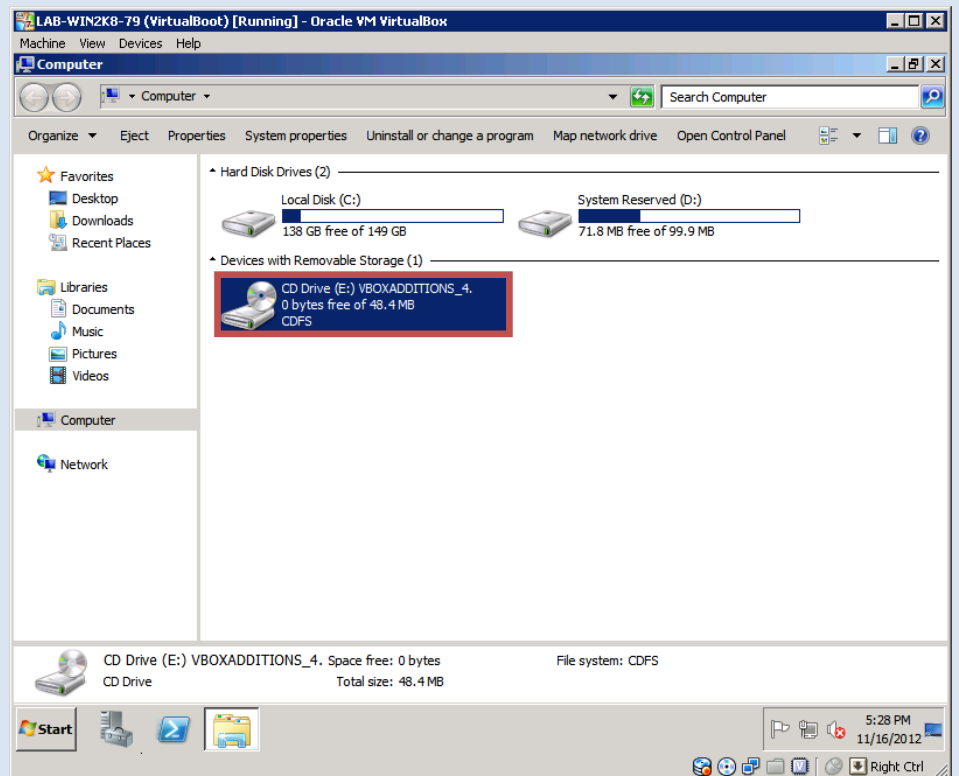 LAB-WIN2K8-79 (VirtualBoot) [Running] - Oracle VM VirtualBox
Machine View Devices Help
Computer
Computer
Search Computer
Organize Eject Properties System properties Uninstall or change a program Map network drive Open Control Panel
Favorites
Desktop
Downloads
Recent Places
Libraries
Documents
Music
Pictures
Videos
Computer
Network
Hard Disk Drives (2)
Local Disk (C:)
138 GB free of 149 GB
System Reserved (D:)
71.8 MB free of 99.9 MB
Devices with Removable Storage (1)
CD Drive (E:) VBOXADDITIONS_4.
0 bytes free of 48.4 MB
CDFS
CD Drive (E:) VBOXADDITIONS_4. Space free: 0 bytes File system: CDFS
CD Drive Total size: 48.4 MB
Start
5:28 PM
11/16/2012
Right Ctrl